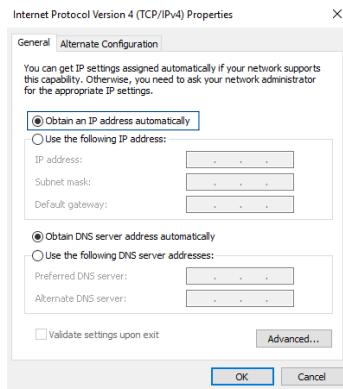 Internet Protocol Version 4 (TCP/IPv4) Properties
General Alternate Configuration
You can get IP settings assigned automatically if your network supports
this capability. Otherwise, you need to ask your network administrator
for the appropriate IP settings.
Obtain an IP address automatically
Use the following IP address:
IP address:
Subnet mask:
Default gateway:
Obtain DNS server address automatically
Use the following DNS server addresses:
Preferred DNS server:
Alternate DNS server:
Validate settings upon exit
Advanced...
OK Cancel